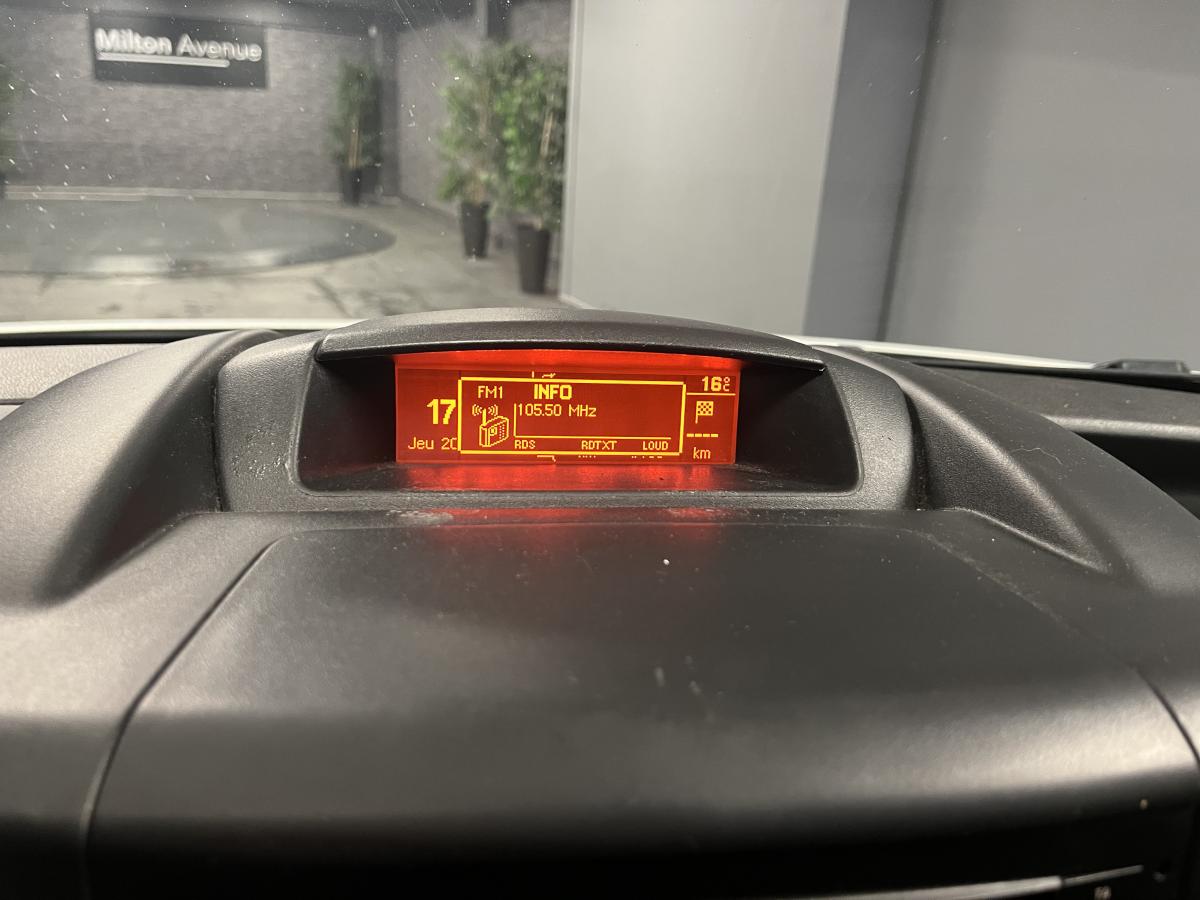 Milton Avenue
FM1 INFO
16°C
17
105.50 MHz
Jeu 20
RDS RDTXT LOUD
----
km